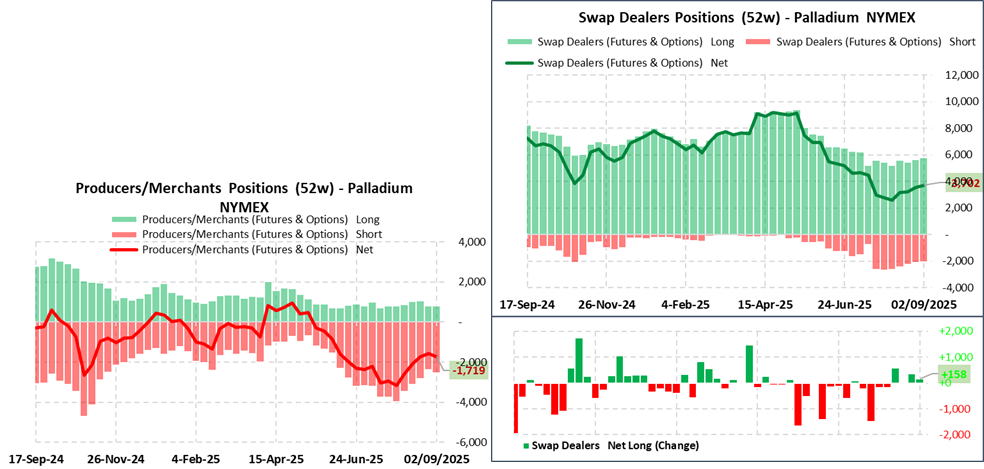 Swap Dealers Positions (52w) - Palladium NYMEX
Swap Dealers (Futures & Options) Long
Swap Dealers (Futures & Options) Short
Swap Dealers (Futures & Options) Net
12,000
10,000
8,000
6,000
4,000
3,702
2,000
-
-2,000
-4,000
17-Sep-24 26-Nov-24 4-Feb-25 15-Apr-25 24-Jun-25 02/09/2025
Producers/Merchants Positions (52w) - Palladium
NYMEX
Producers/Merchants (Futures & Options) Long
Producers/Merchants (Futures & Options) Short
Producers/Merchants (Futures & Options) Net
4,000
2,000
-
-2,000
-1,719
-4,000
-6,000
17-Sep-24 26-Nov-24 4-Feb-25 15-Apr-25 24-Jun-25 02/09/2025
+2,000
+1,000
+158
+0
-1,000
-2,000
Swap Dealers Net Long (Change)